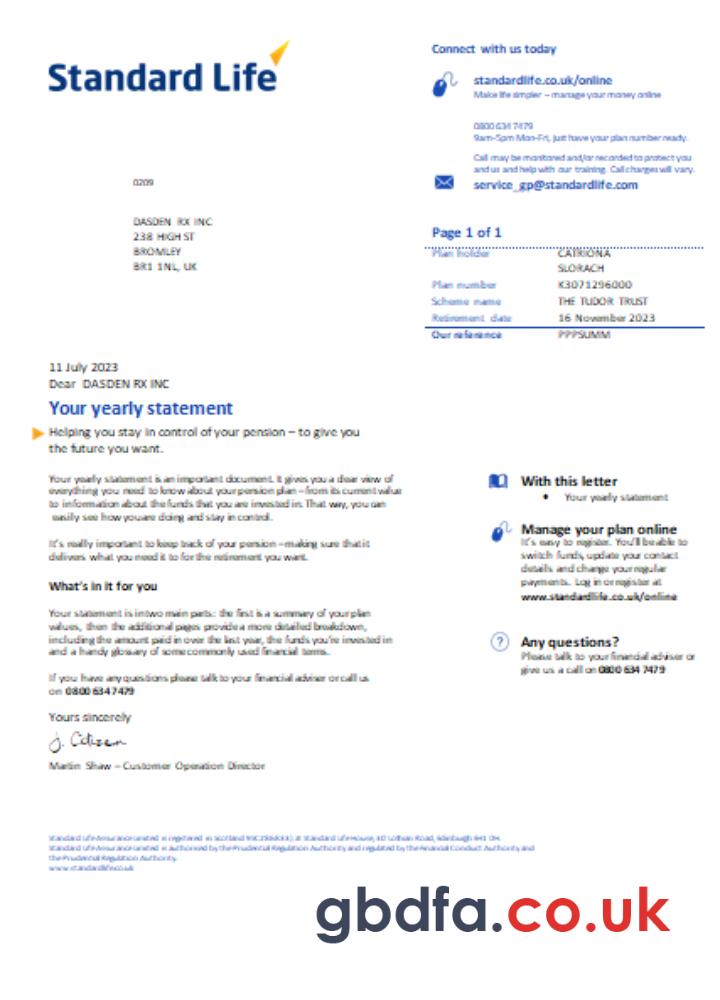 Standard Life
Connect with us today
standardlife.co.uk/online
Make life simpler – manage your money online
0800 634 7479
9am-5pm Mon-Fri, just have your plan number ready.
Call may be monitored and/or recorded to protect you
and us and help with our training. Call charges will vary.
service_gp@standardlife.com
0209
DASDEN RX INC
238 HIGH ST
BROMLEY
BR1 1NL, UK
Page 1 of 1
Plan holder CATRIONA
SLORACH
Plan number K3071296000
Scheme name THE TUDOR TRUST
Retirement date 16 November 2023
Our reference PPPSUMM
11 July 2023
Dear DASDEN RX INC
Your yearly statement
Helping you stay in control of your pension – to give you
the future you want.
Your yearly statement is an important document. It gives you a clear view of
everything you need to know about your pension plan – from its current value
to information about the funds that you are invested in. That way, you can
easily see how you are doing and stay in control.
It's really important to keep track of your pension – making sure that it
delivers what you need it to for the retirement you want.
What's in it for you
Your statement is in two main parts: the first is a summary of your plan
values, then the additional pages provide a more detailed breakdown,
including the amount paid in over the last year, the funds you're invested in
and a handy glossary of some commonly used financial terms.
If you have any questions please talk to your financial adviser or call us
on 0800 634 7479
Yours sincerely
J. Citizen
Martin Shaw – Customer Operation Director
With this letter
• Your yearly statement
Manage your plan online
It's easy to register. You'll be able to
switch funds, update your contact
details and change your regular
payments. Log in or register at
www.standardlife.co.uk/online
Any questions?
Please talk to your financial adviser or
give us a call on 0800 634 7479
Standard Life Assurance Limited is registered in Scotland at Standard Life House, 30 Lothian Road, Edinburgh EH1 DH.
Standard Life Assurance Limited is authorised by the Prudential Regulation Authority and regulated by the Financial Conduct Authority and
the Prudential Regulation Authority.
www.standardlife.co.uk
gbdfa.co.uk